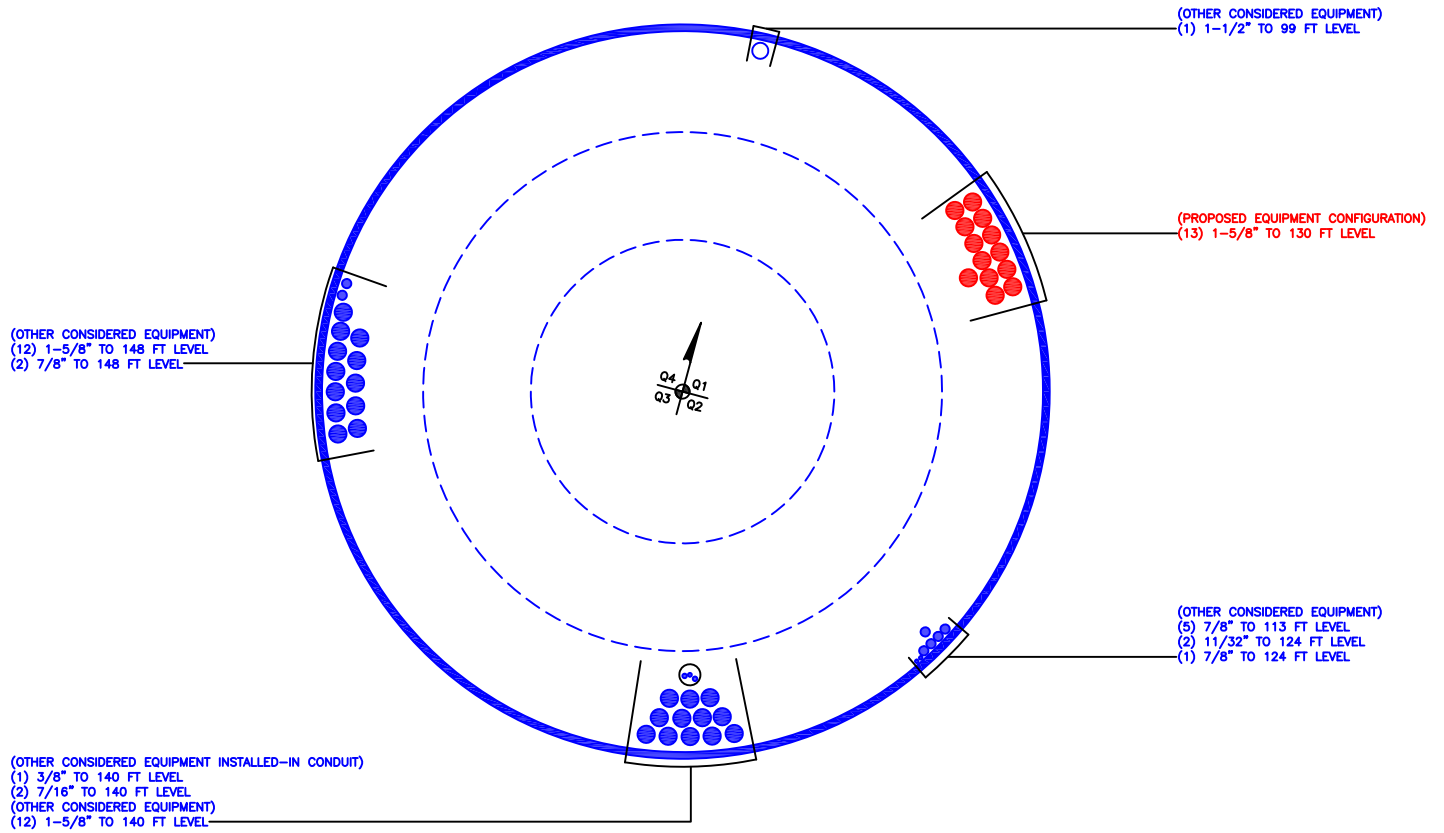 (OTHER CONSIDERED EQUIPMENT)
(1) 1-1/2" TO 99 FT LEVEL
(PROPOSED EQUIPMENT CONFIGURATION)
(13) 1-5/8" TO 130 FT LEVEL
(OTHER CONSIDERED EQUIPMENT)
(12) 1-5/8" TO 148 FT LEVEL
(2) 7/8" TO 148 FT LEVEL
Q4 Q1
Q3 Q2
(OTHER CONSIDERED EQUIPMENT)
(5) 7/8" TO 113 FT LEVEL
(2) 11/32" TO 124 FT LEVEL
(1) 7/8" TO 124 FT LEVEL
(OTHER CONSIDERED EQUIPMENT INSTALLED-IN CONDUIT)
(1) 3/8" TO 140 FT LEVEL
(2) 7/16" TO 140 FT LEVEL
(OTHER CONSIDERED EQUIPMENT)
(12) 1-5/8" TO 140 FT LEVEL